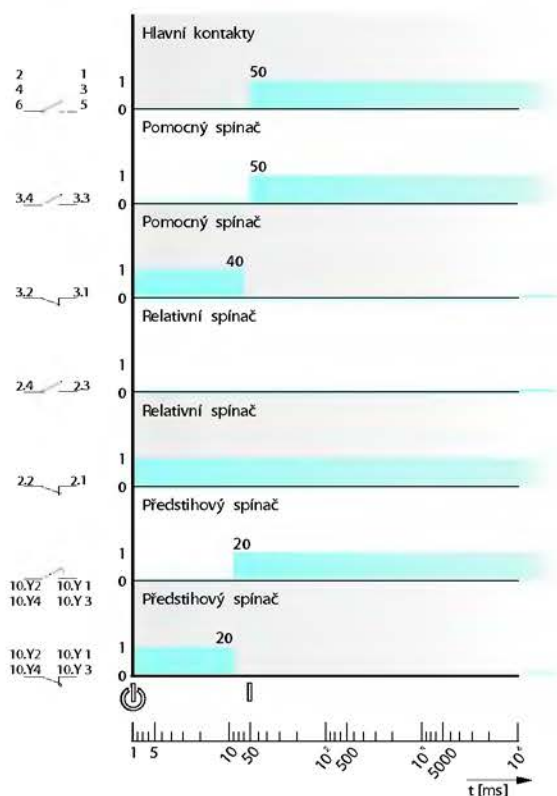 Hlavní kontakty
50
2 1
4 3
6 5
1
0
Pomocný spínač
50
1
3.4 3.3
0
Pomocný spínač
40
1
3.2 3.1
0
Relativní spínač
1
2.4 2.3
0
Relativní spínač
1
2.2 2.1
0
Předstihový spínač
20
1
0
10.Y2 10.Y1
10.Y4 10.Y3
Předstihový spínač
20
10.Y2 10.Y1
10.Y4 10.Y3
1
0
1 5 10 50 10² 500 5000
t [ms]